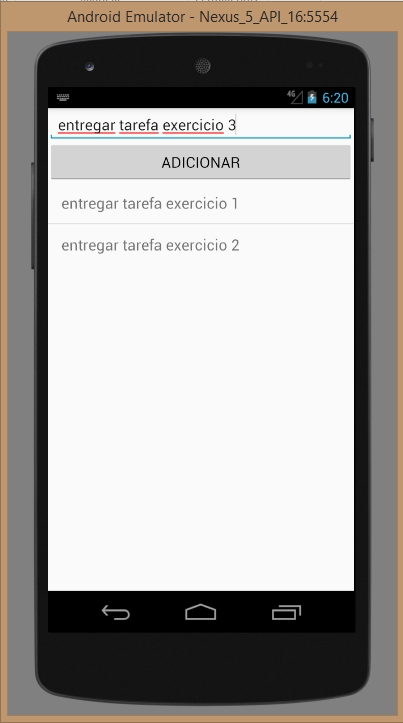 Android Emulator - Nexus_5_API_16:5554
4G 6:20
entregar tarefa exercicio 3
ADICIONAR
entregar tarefa exercicio 1
entregar tarefa exercicio 2